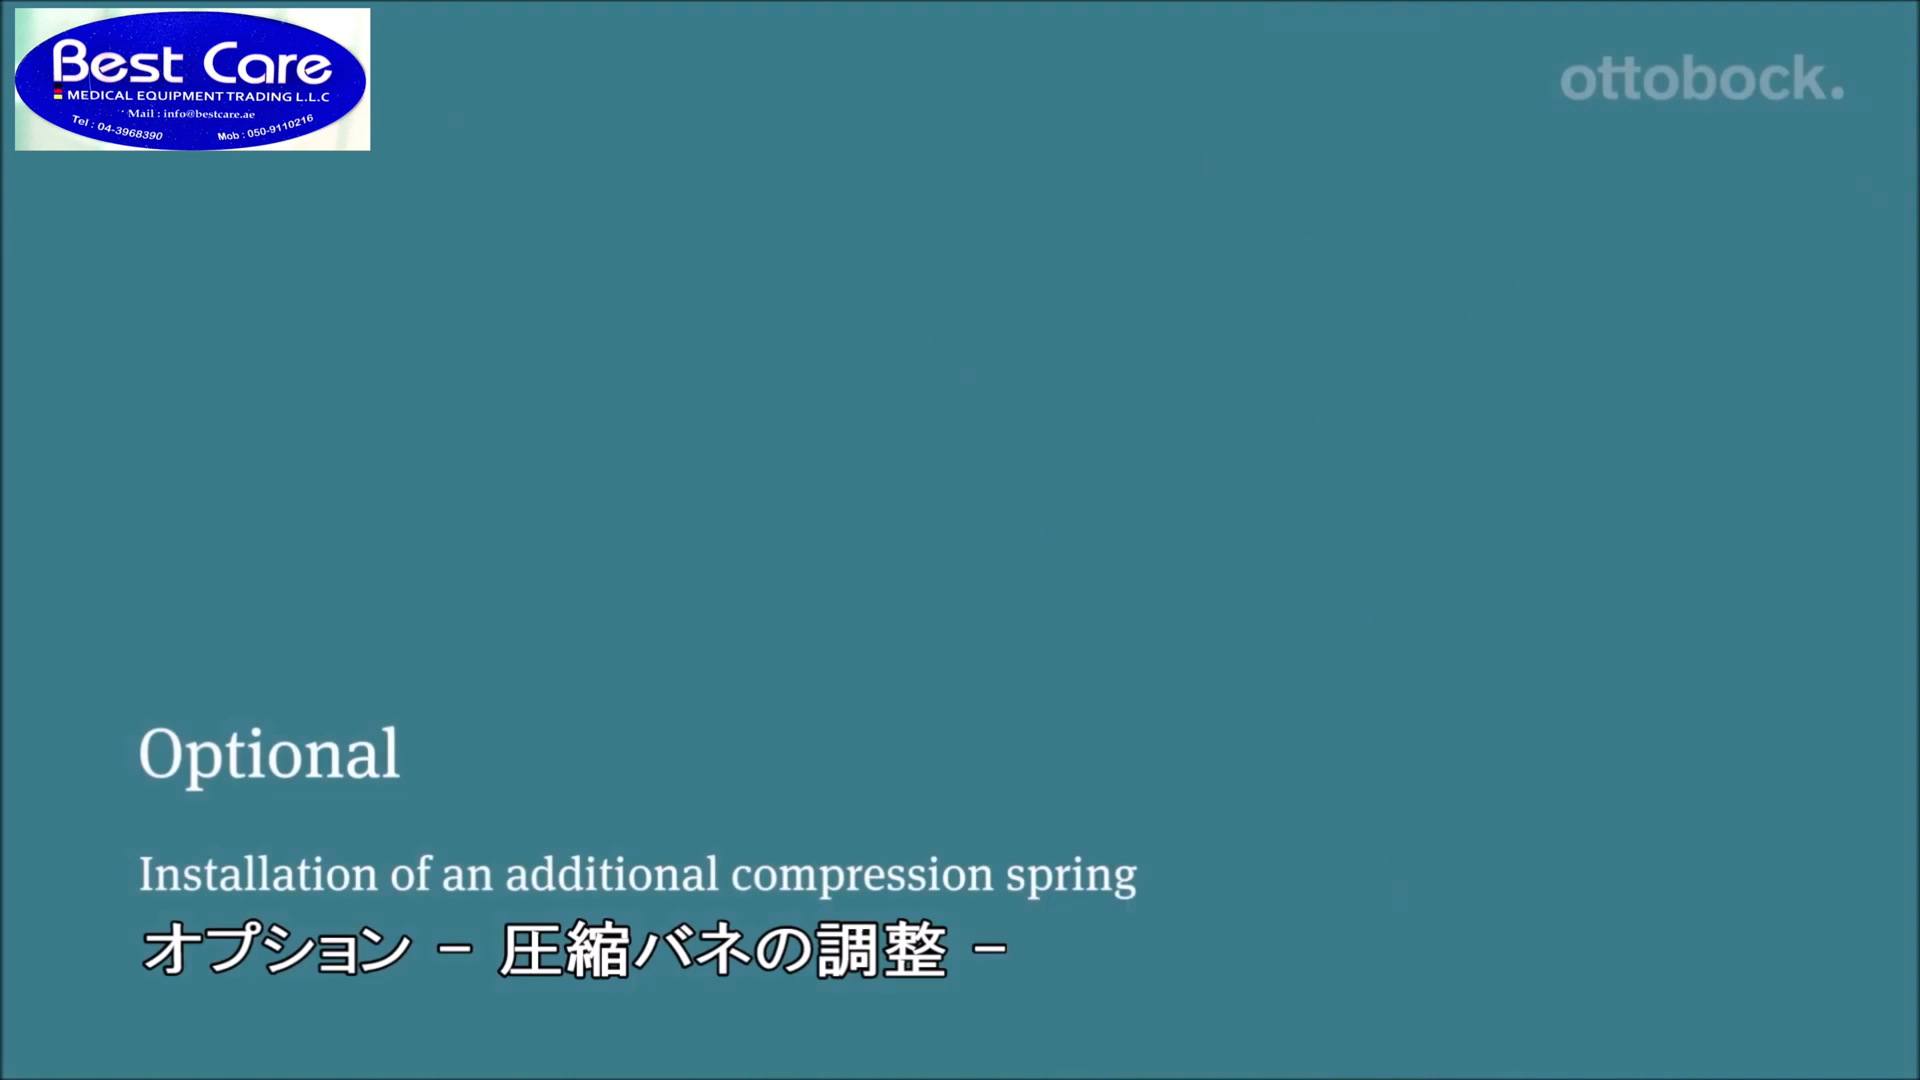 Best Care
MEDICAL EQUIPMENT TRADING L.L.C
Mail : info@bestcare.ae
Tel : 04-3968390
Mob : 050-9110216
ottobock.
Optional
Installation of an additional compression spring
オプション － 圧縮バネの調整 －